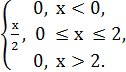 0, x < 0,
x/2, 0 ≤ x ≤ 2,
0, x > 2.